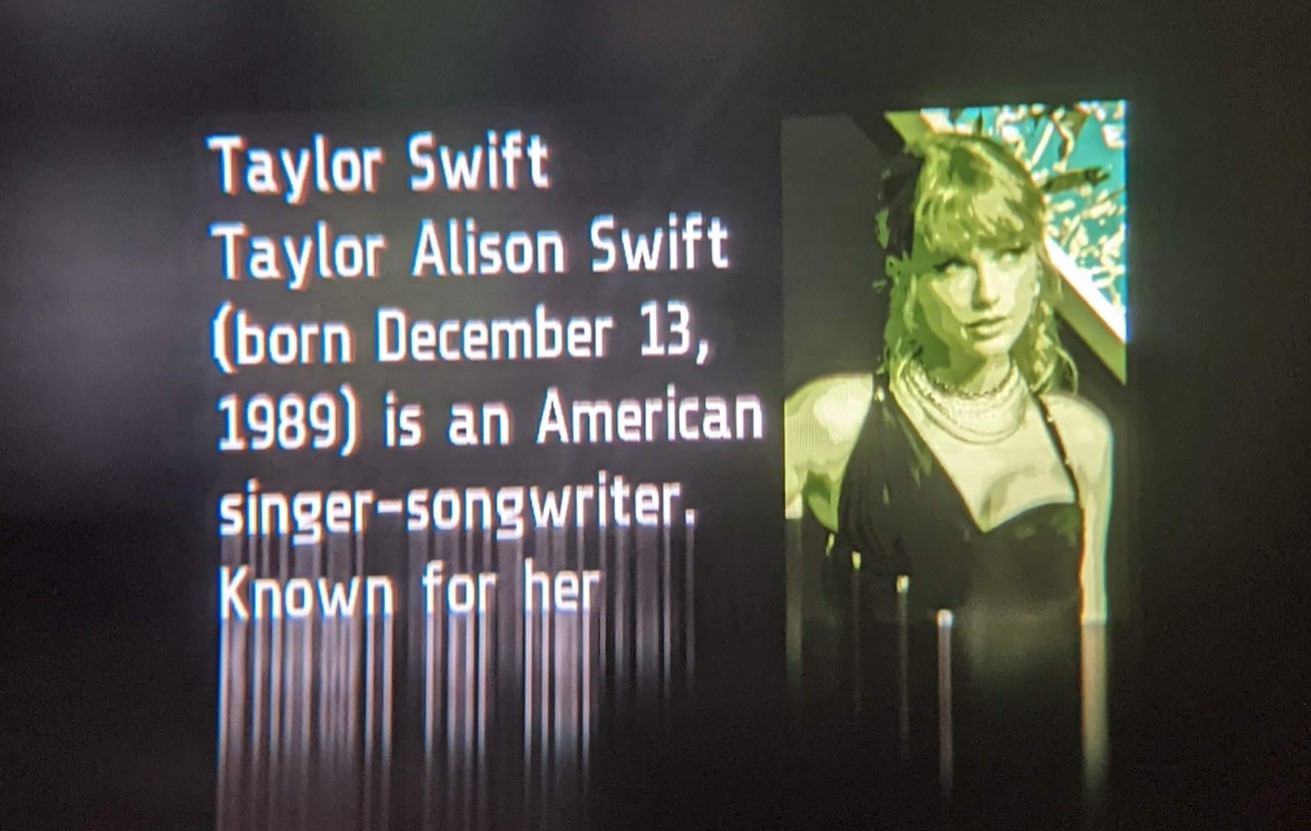 Taylor Swift
Taylor Alison Swift
(born December 13,
1989) is an American
singer-songwriter.
Known for her